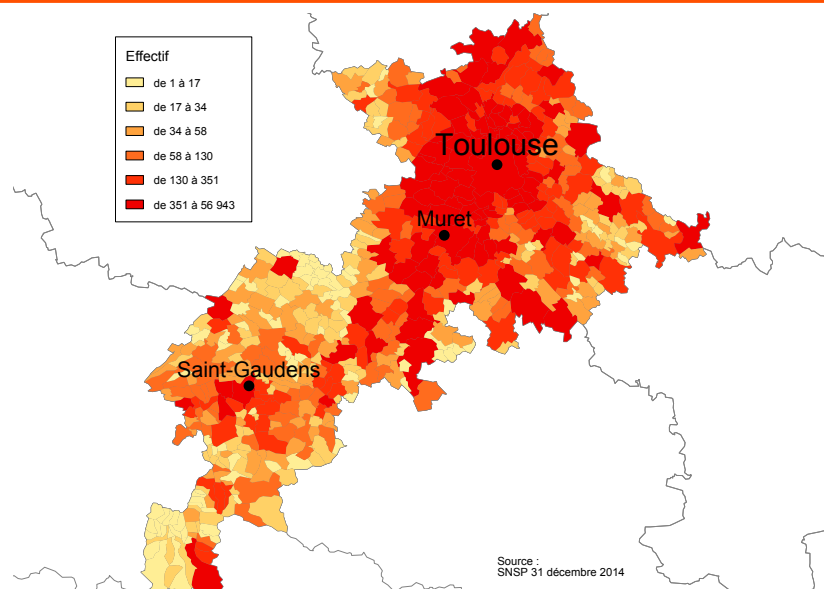 Effectif
de 1 à 17
de 17 à 34
de 34 à 58
de 58 à 130
de 130 à 351
de 351 à 56 943
Toulouse
Muret
Saint-Gaudens
Source :
SNSP 31 décembre 2014